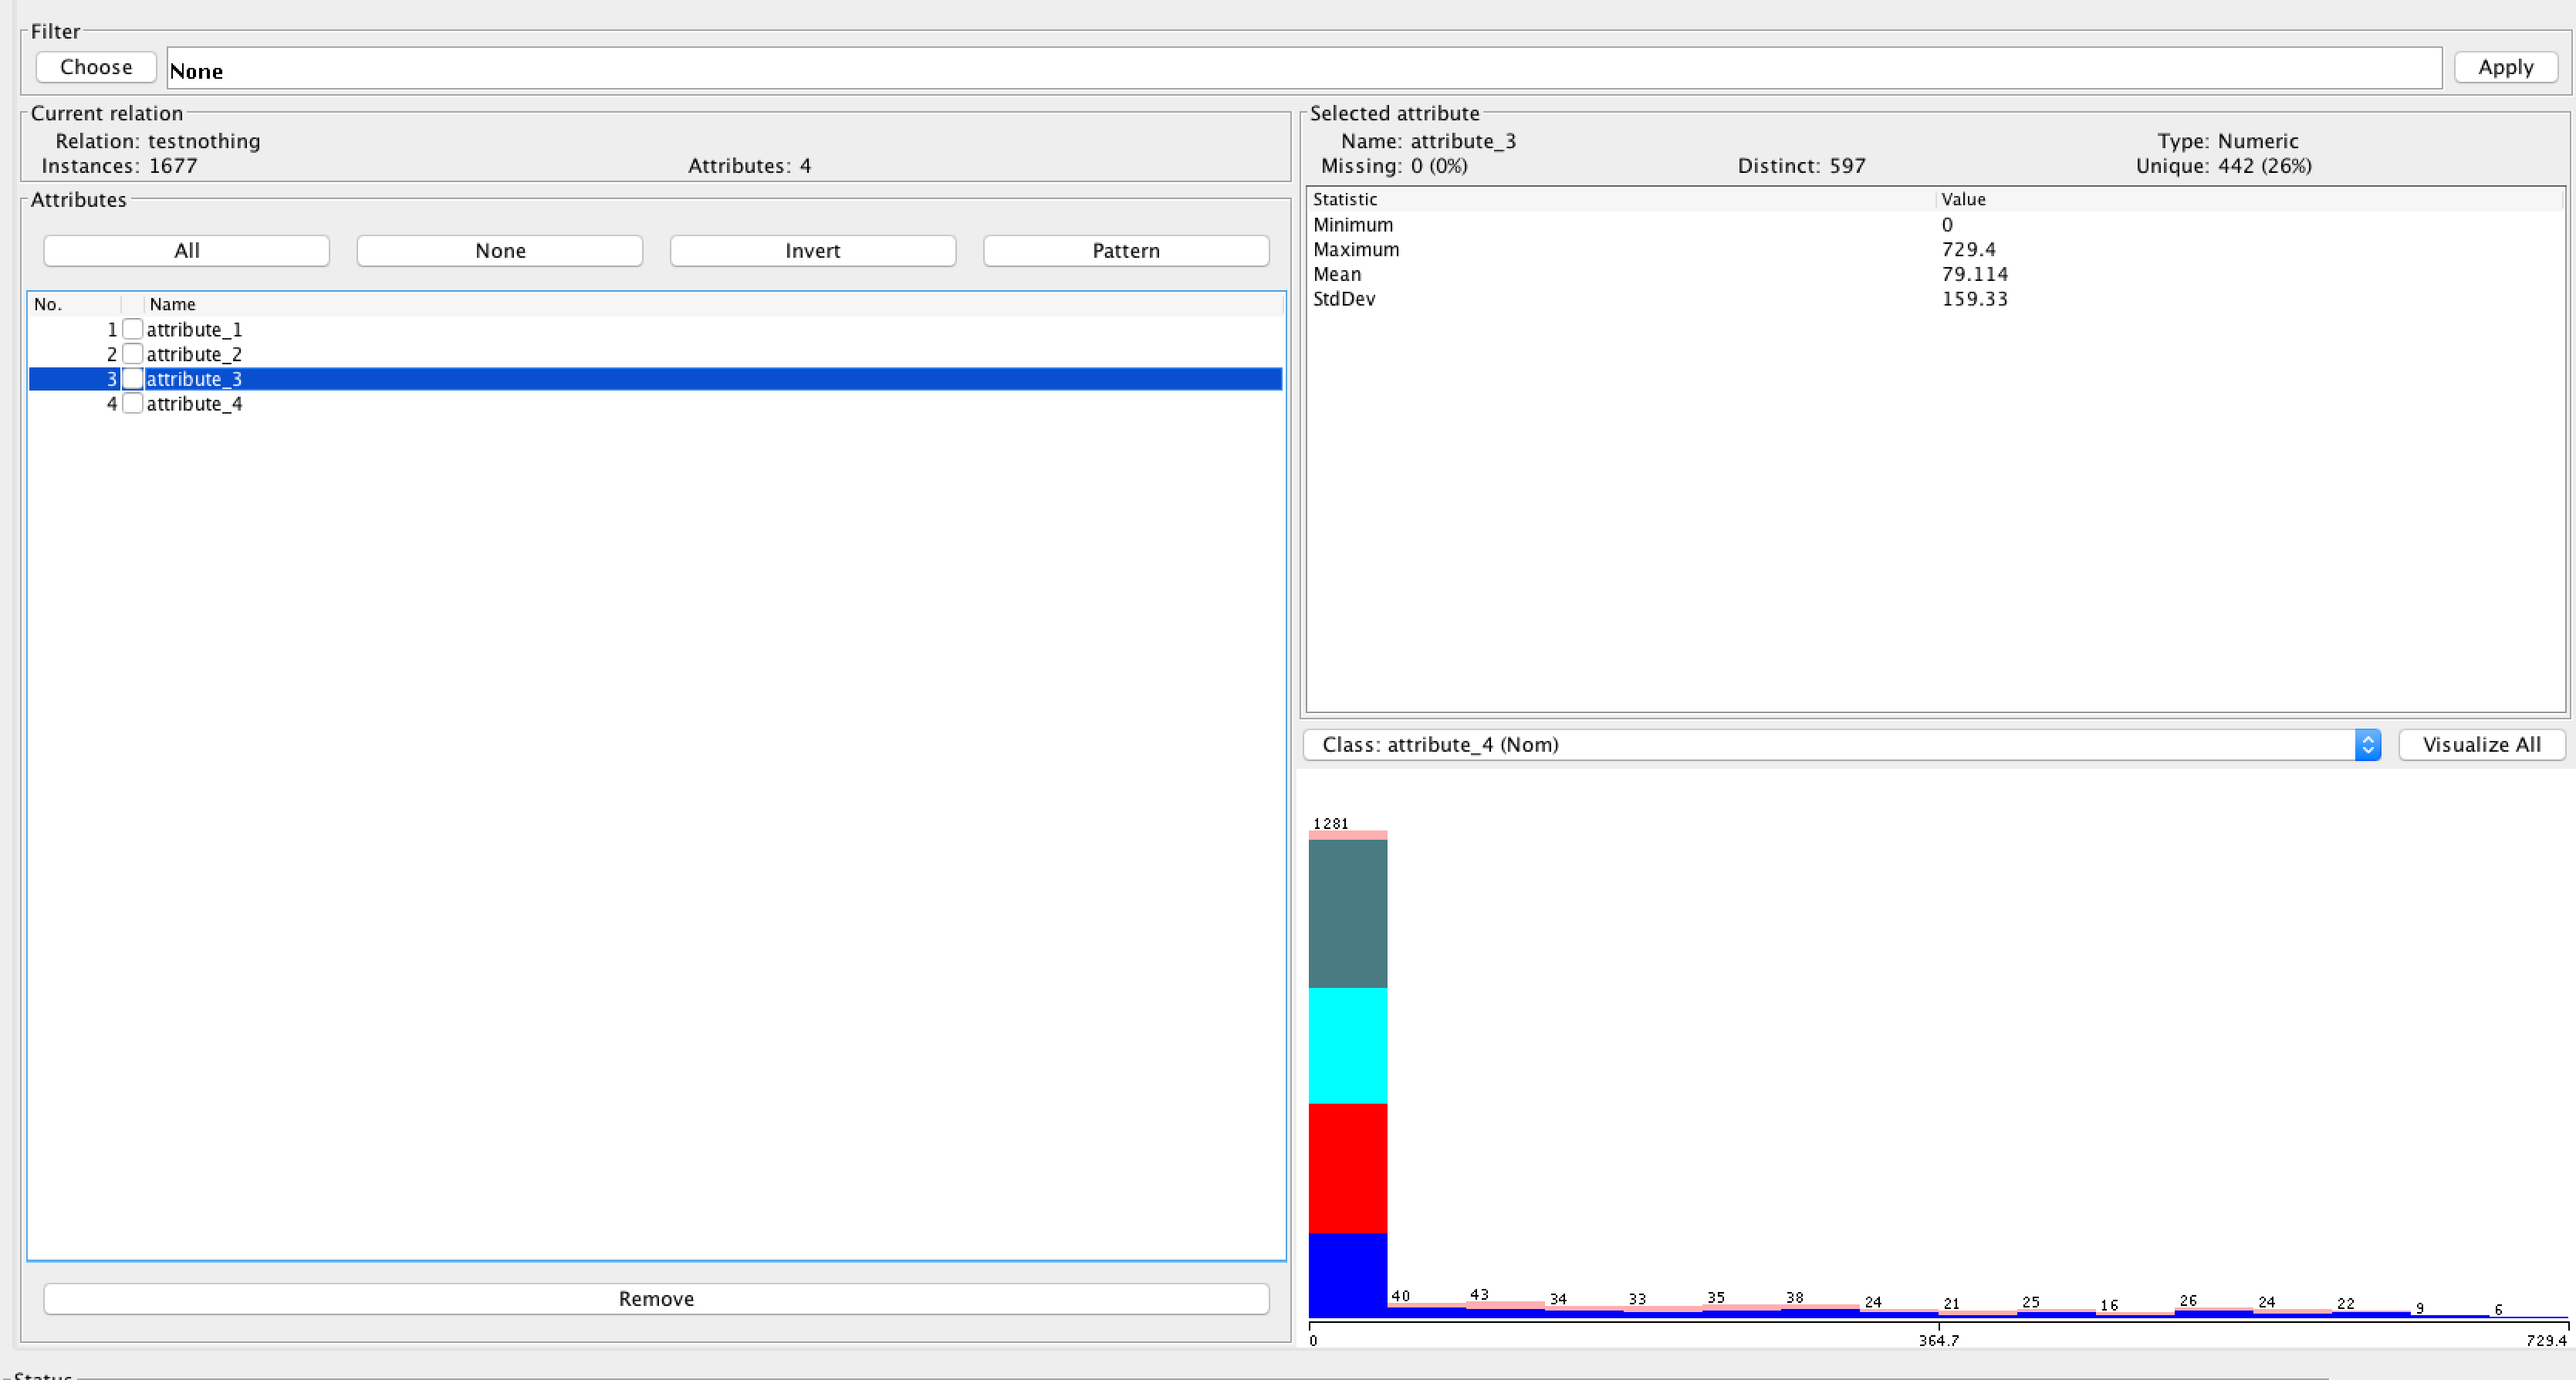 Filter
Choose None Apply
Current relation
Relation: testnothing
Instances: 1677 Attributes: 4
Attributes
All None Invert Pattern
No. Name
1 attribute_1
2 attribute_2
3 attribute_3
4 attribute_4
Remove
Selected attribute
Name: attribute_3 Type: Numeric
Missing: 0 (0%) Distinct: 597 Unique: 442 (26%)
Statistic Value
Minimum 0
Maximum 729.4
Mean 79.114
StdDev 159.33
Class: attribute_4 (Nom) Visualize All
1281
40 43 34 33 35 38 24 21 25 16 26 24 22 9 6
0 364.7 729.4
Status